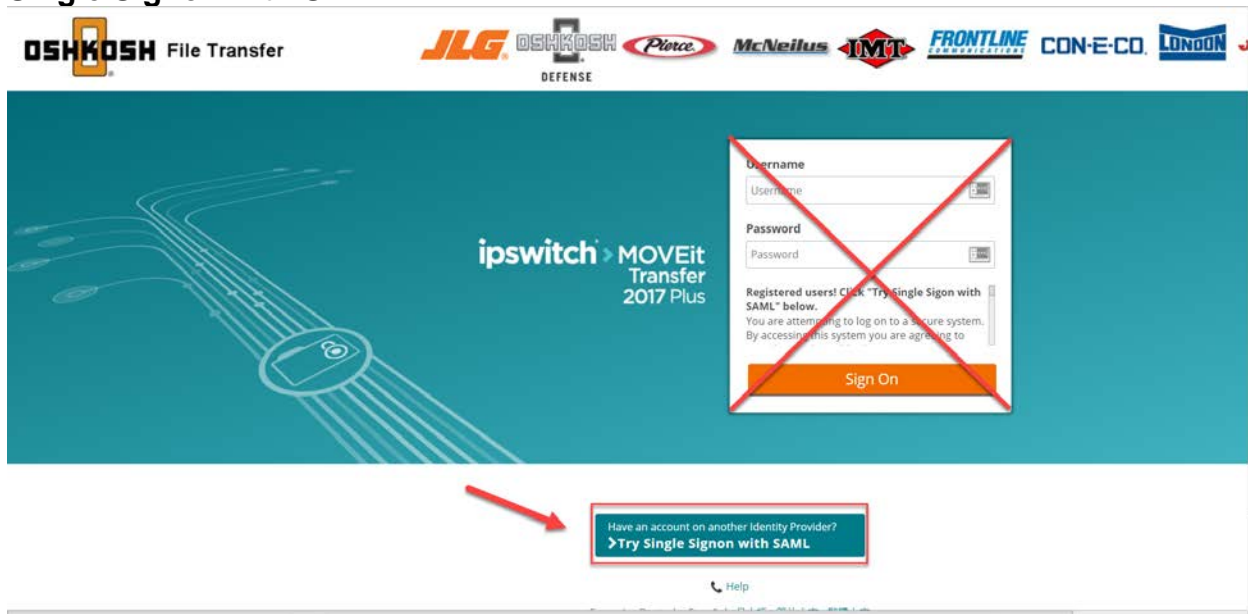 OSHKOSH File Transfer
JLG OSHKOSH DEFENSE Pierce McNeilus IMT FRONTLINE COMMUNICATIONS CON-E-CO. LONDON
ipswitch MOVEit
Transfer
2017 Plus
Username
Username
Password
Password
Registered users! Click "Try Single Sigon with
SAML" below.
You are attempting to log on to a secure system.
By accessing this system you are agreeing to
Sign On
Have an account on another Identity Provider?
Try Single Signon with SAML
Help